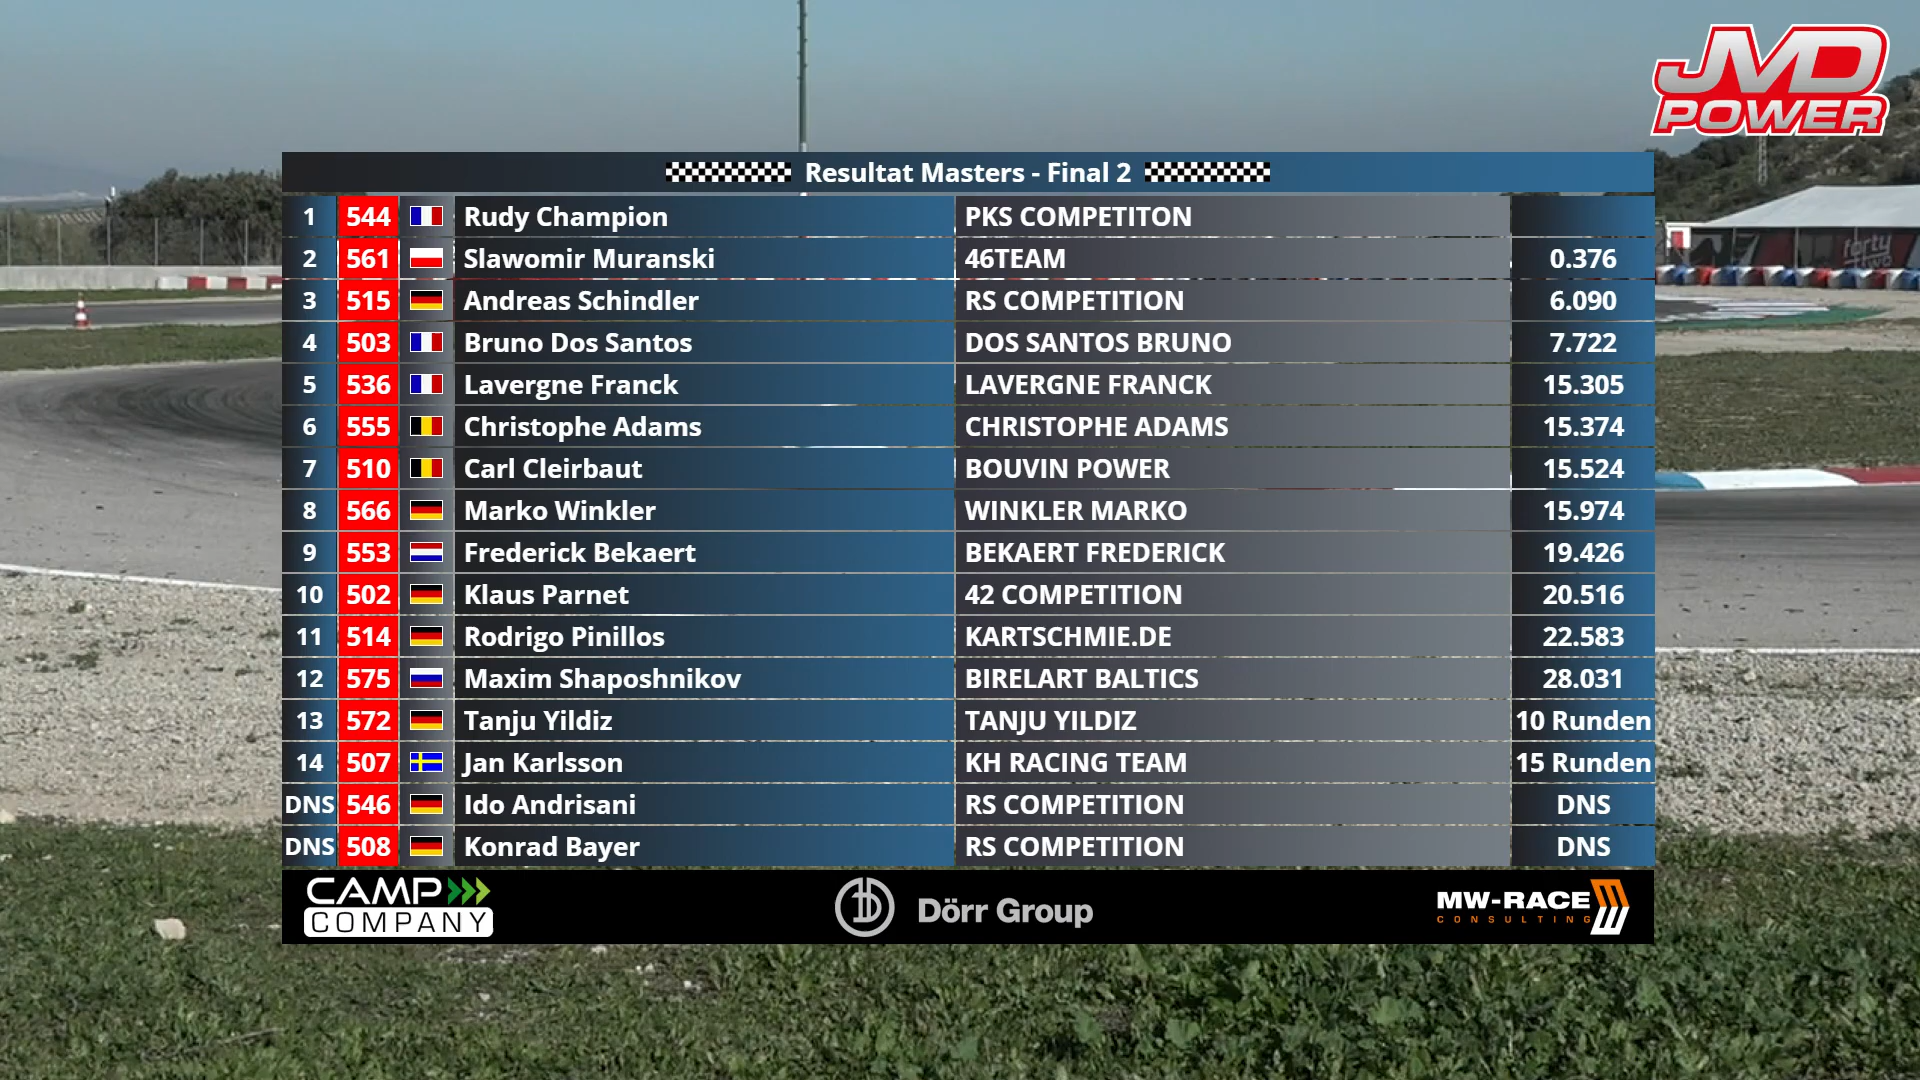 JVD
POWER
Resultat Masters - Final 2
1 544 Rudy Champion PKS COMPETITON
2 561 Slawomir Muranski 46TEAM 0.376
3 515 Andreas Schindler RS COMPETITION 6.090
4 503 Bruno Dos Santos DOS SANTOS BRUNO 7.722
5 536 Lavergne Franck LAVERGNE FRANCK 15.305
6 555 Christophe Adams CHRISTOPHE ADAMS 15.374
7 510 Carl Cleirbaut BOUVIN POWER 15.524
8 566 Marko Winkler WINKLER MARKO 15.974
9 553 Frederick Bekaert BEKAERT FREDERICK 19.426
10 502 Klaus Parnet 42 COMPETITION 20.516
11 514 Rodrigo Pinillos KARTSCHMIE.DE 22.583
12 575 Maxim Shaposhnikov BIRELART BALTICS 28.031
13 572 Tanju Yildiz TANJU YILDIZ 10 Runden
14 507 Jan Karlsson KH RACING TEAM 15 Runden
DNS 546 Ido Andrisani RS COMPETITION DNS
DNS 508 Konrad Bayer RS COMPETITION DNS
forty
two
CAMP
COMPANY
Dörr Group
MW-RACE
CONSULTING